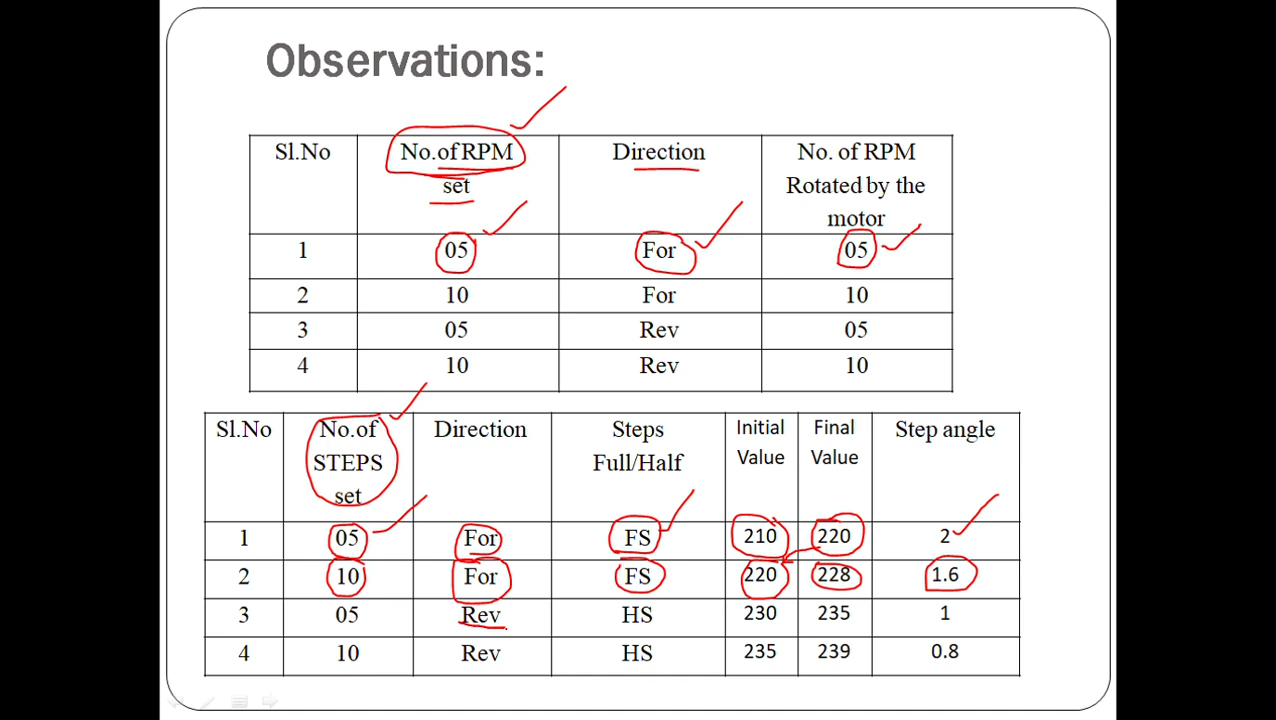 Observations:
Sl.No No.of RPM set Direction No. of RPM Rotated by the motor
1 05 For 05
2 10 For 10
3 05 Rev 05
4 10 Rev 10
Sl.No No.of STEPS set Direction Steps Full/Half Initial Value Final Value Step angle
1 05 For FS 210 220 2
2 10 For FS 220 228 1.6
3 05 Rev HS 230 235 1
4 10 Rev HS 235 239 0.8